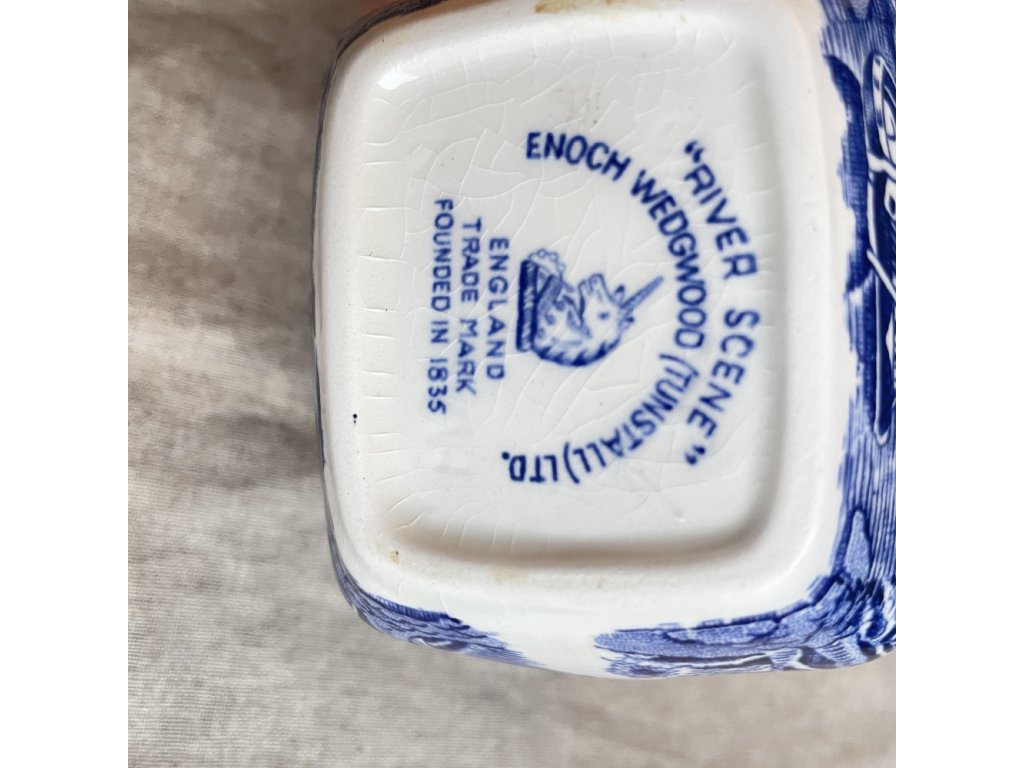 "RIVER SCENE"
ENOCH WEDGWOOD (TUNSTALL) LTD.
ENGLAND
TRADE MARK
FOUNDED IN 1835